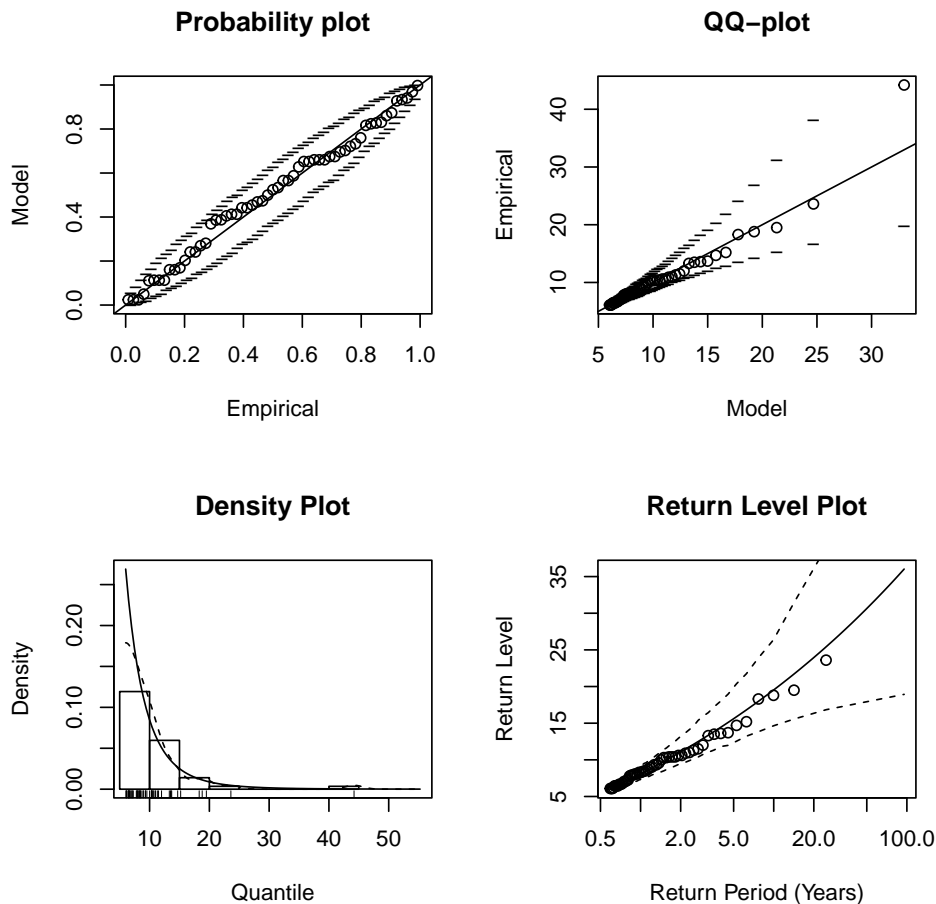 Probability plot
Model
0.0 0.4 0.8
0.0 0.2 0.4 0.6 0.8 1.0
Empirical
QQ−plot
Empirical
10 20 30 40
5 10 15 20 25 30
Model
Density Plot
Density
0.00 0.10 0.20
10 20 30 40 50
Quantile
Return Level Plot
Return Level
5 15 25 35
0.5 2.0 5.0 20.0 100.0
Return Period (Years)